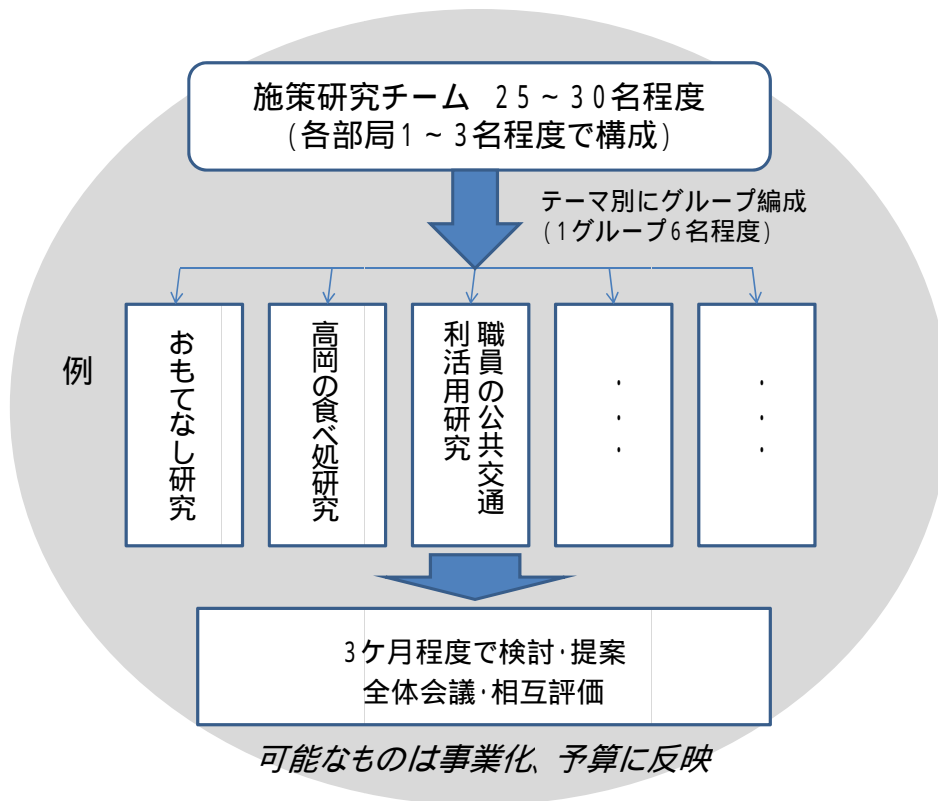 施策研究チーム 25～30名程度
(各部局1～3名程度で構成)
テーマ別にグループ編成
(1グループ6名程度)
例
おもてなし研究
高岡の食べ処研究
職員の公共交通
利活用研究
・・・
・・・
3ケ月程度で検討・提案
全体会議・相互評価
可能なものは事業化、予算に反映